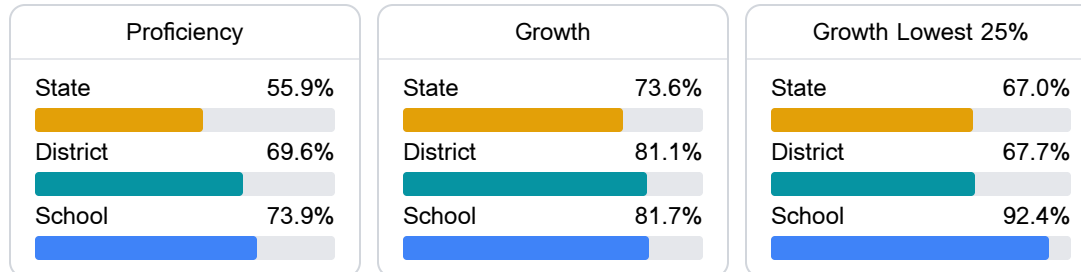 Proficiency
State 55.9%
District 69.6%
School 73.9%
Growth
State 73.6%
District 81.1%
School 81.7%
Growth Lowest 25%
State 67.0%
District 67.7%
School 92.4%